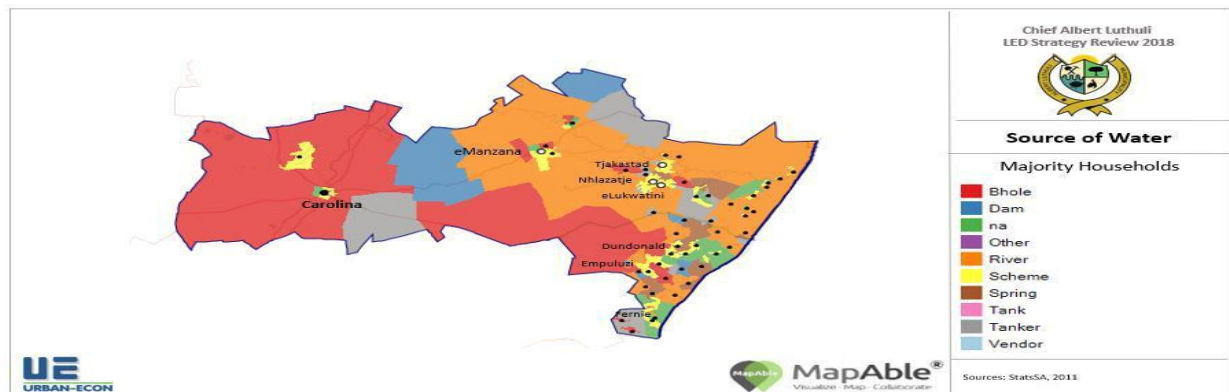 Chief Albert Luthuli
LED Strategy Review 2018
Source of Water
Majority Households
Bhole
Dam
na
Other
River
Scheme
Spring
Tank
Tanker
Vendor
Sources: StatsSA, 2011
eManzana
Tjakastad
Nhlazatje
eLukwatini
Carolina
Dundonald
Empuluzi
Fernie
UE
URBAN-ECON
MapAble
MapAble®
Visualize - Map - Collaborate